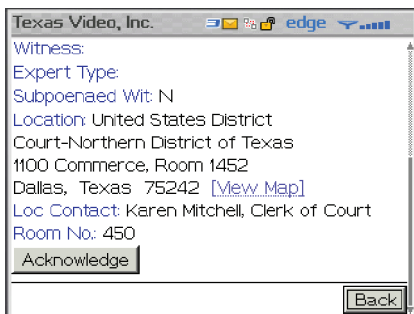 Texas Video, Inc. edge
Witness:
Expert Type:
Subpoenaed Wit: N
Location: United States District
Court-Northern District of Texas
1100 Commerce, Room 1452
Dallas, Texas 75242 [View Map]
Loc Contact: Karen Mitchell, Clerk of Court
Room No.: 450
Acknowledge
Back